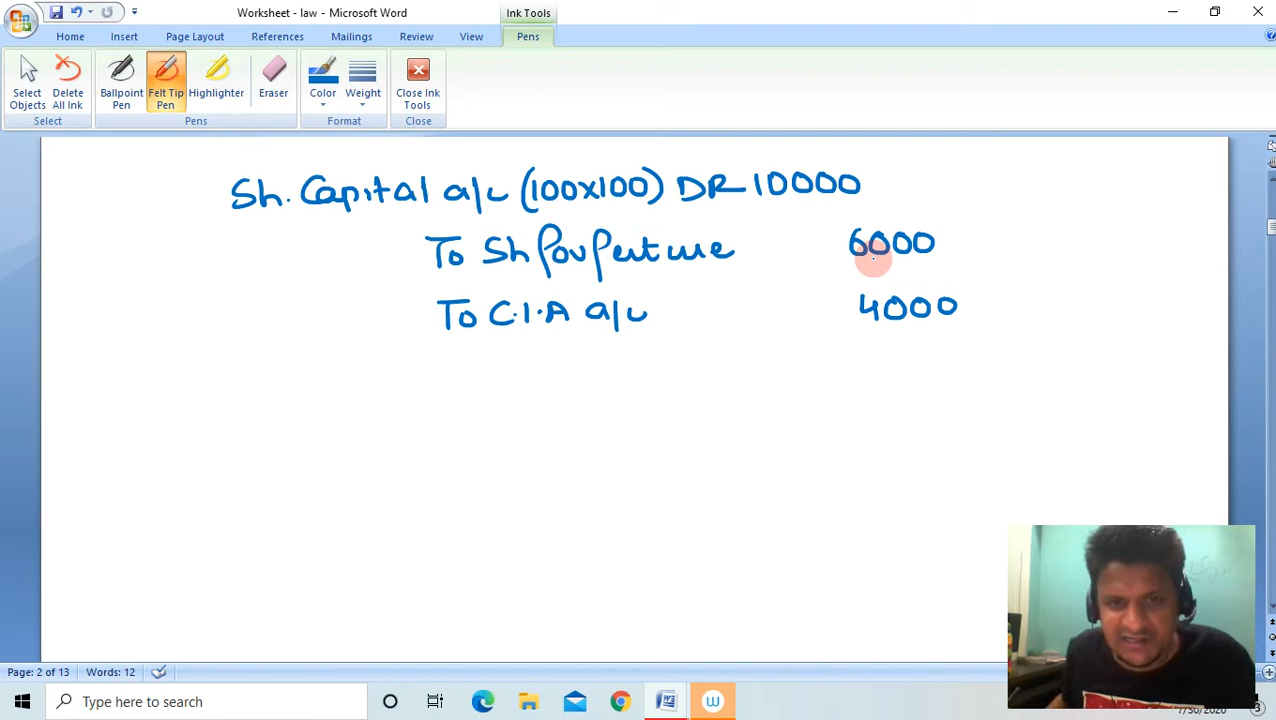 Worksheet - law - Microsoft Word
Ink Tools
Home Insert Page Layout References Mailings Review View Pens
Select Objects
Delete All Ink
Ballpoint Pen
Felt Tip Pen
Highlighter
Eraser
Color
Weight
Close Ink Tools
Select
Pens
Format
Close
Sh. Capital a/c (100x100) DR 10000
To Sh Forfeiture 6000
To C.I.A a/c 4000
Page: 2 of 13 Words: 12
Type here to search
7/30/2020